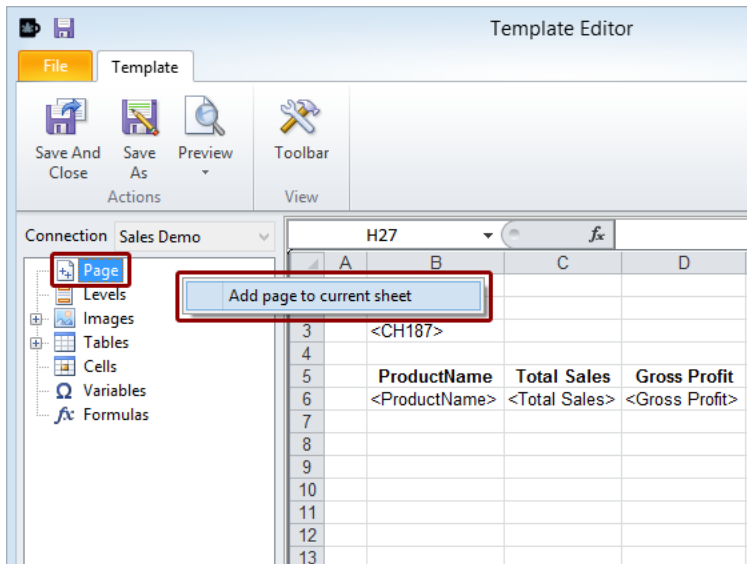 Template Editor
File Template
Save And Close
Save As
Preview
Toolbar
Actions
View
Connection Sales Demo
H27 fx
A B C D
Page
Levels
Add page to current sheet
Images
3 <CH187>
Tables
4
Cells
5 ProductName Total Sales Gross Profit
Ω Variables
6 <ProductName> <Total Sales> <Gross Profit>
fx Formulas
7
8
9
10
11
12
13